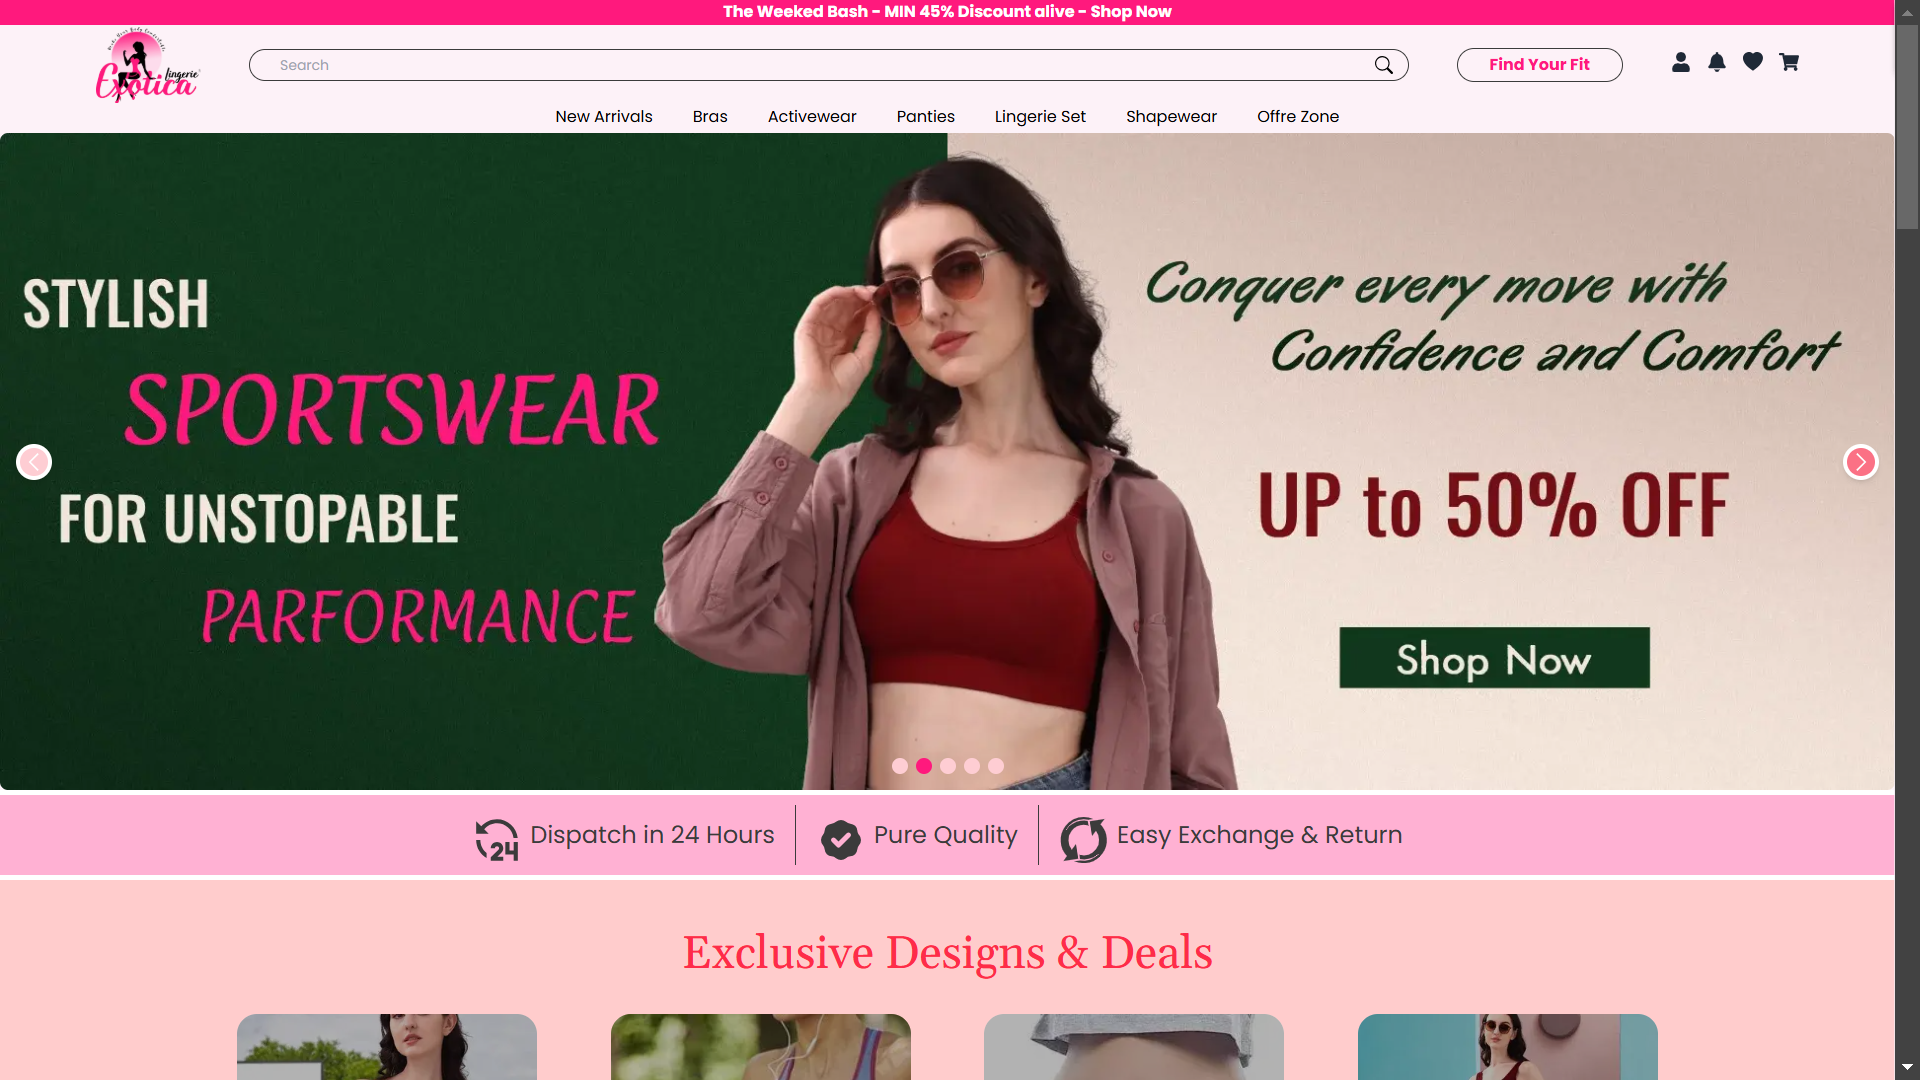 The Weeked Bash - MIN 45% Discount alive - Shop Now
Exotica
lingerie
Search
Find Your Fit
New Arrivals
Bras
Activewear
Panties
Lingerie Set
Shapewear
Offre Zone
STYLISH
SPORTSWEAR
FOR UNSTOPABLE
PARFORMANCE
Conquer every move with
Confidence and Comfort
UP to 50% OFF
Shop Now
24
Dispatch in 24 Hours
Pure Quality
Easy Exchange & Return
Exclusive Designs & Deals